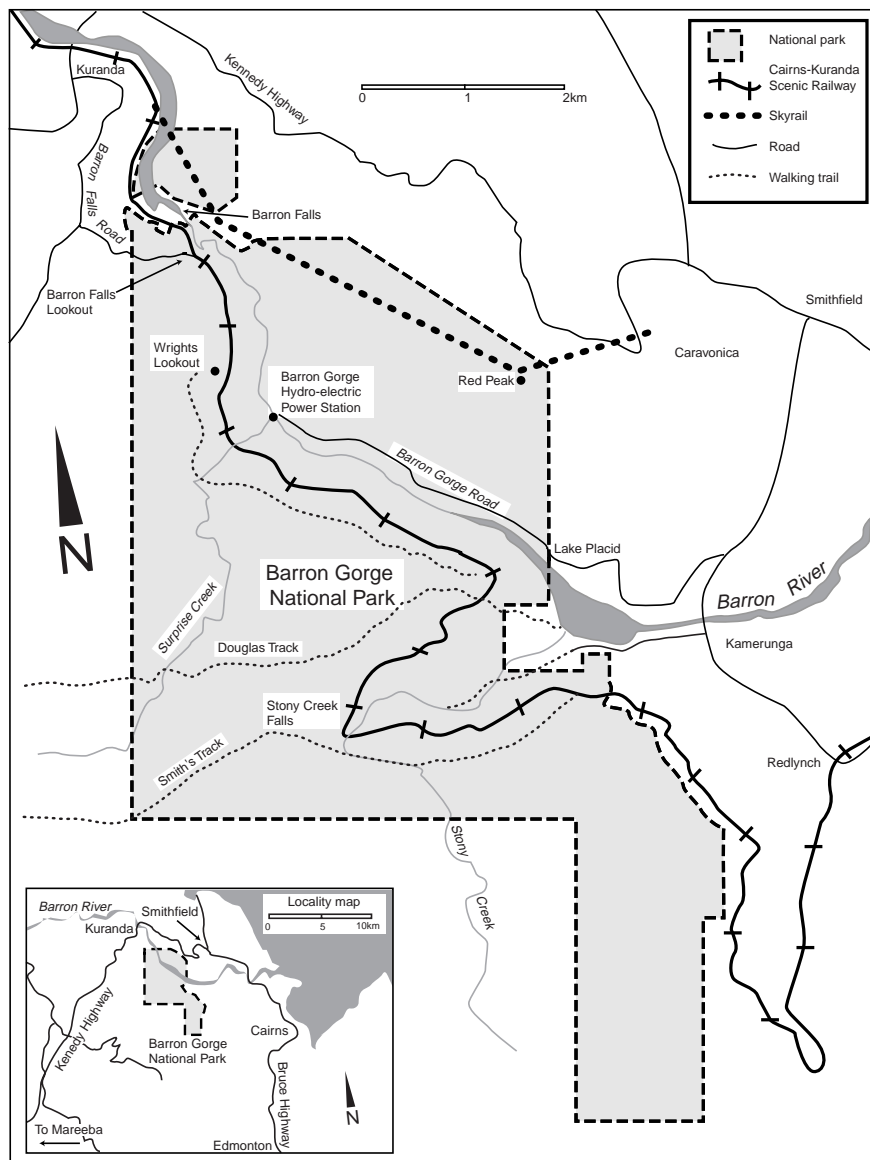 National park
Cairns-Kuranda
Scenic Railway
Skyrail
Road
Walking trail
Kuranda
Kennedy Highway
0
1
2km
Barron
Falls
Road
Barron Falls
Barron Falls
Lookout
Smithfield
Wrights
Lookout
Caravonica
Red Peak
Barron Gorge
Hydro-electric
Power Station
Barron Gorge Road
N
Lake Placid
Barron Gorge
National Park
Barron River
Surprise Creek
Kamerunga
Douglas Track
Stony Creek
Falls
Smith's Track
Redlynch
Stony
Creek
Locality map
0
5
10km
Barron River
Smithfield
Kuranda
Kenedy Highway
Cairns
Barron Gorge
National Park
Bruce Highway
N
To Mareeba
Edmonton